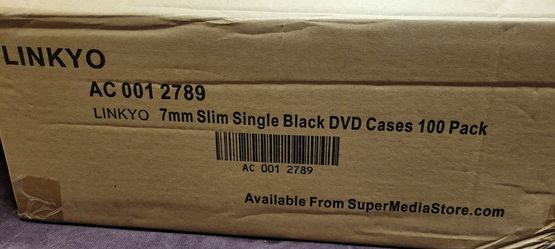 LINKYO
AC 001 2789
LINKYO 7mm Slim Single Black DVD Cases 100 Pack
AC 001 2789
Available From SuperMediaStore.com